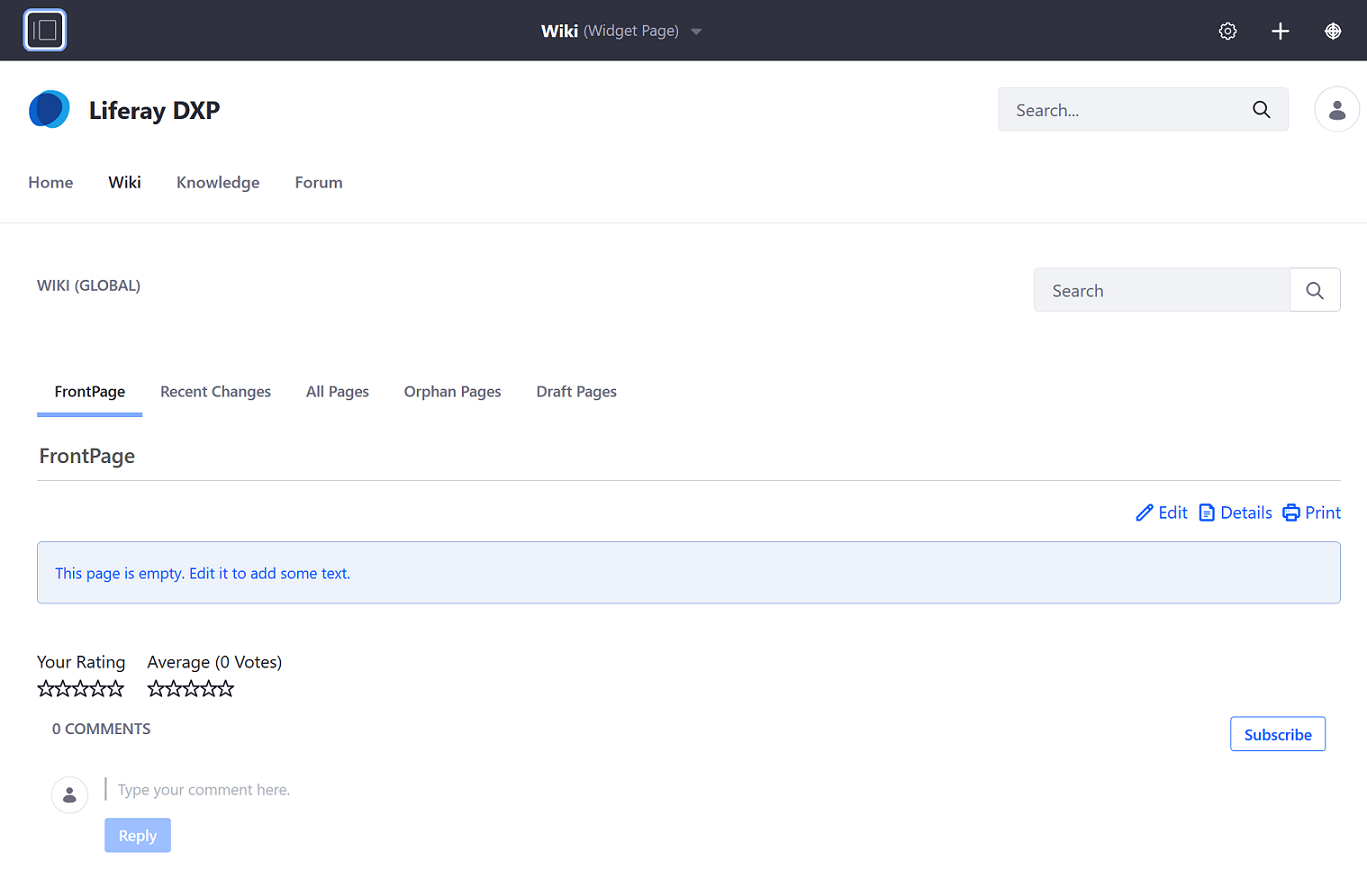 Wiki (Widget Page)
Liferay DXP
Search...
Home Wiki Knowledge Forum
WIKI (GLOBAL)
Search
FrontPage Recent Changes All Pages Orphan Pages Draft Pages
FrontPage
Edit Details Print
This page is empty. Edit it to add some text.
Your Rating Average (0 Votes)
0 COMMENTS
Subscribe
Type your comment here.
Reply